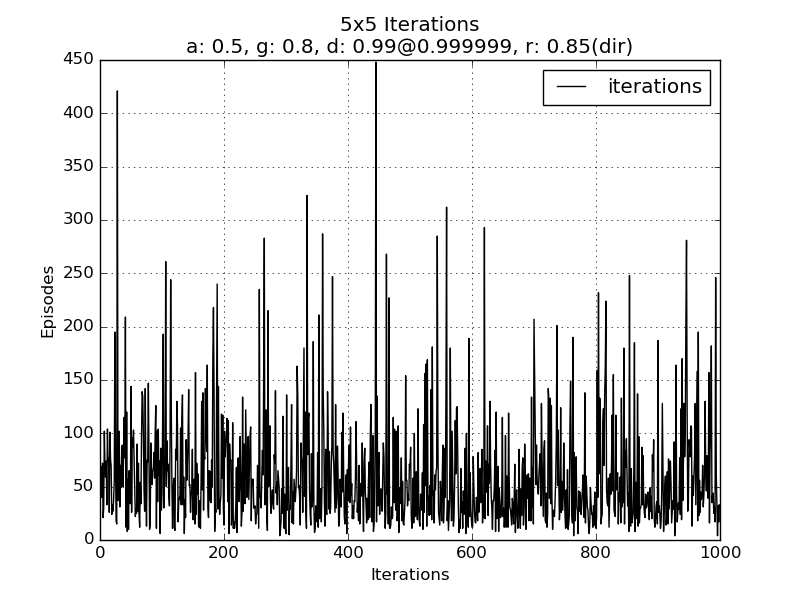 5x5 Iterations
a: 0.5, g: 0.8, d: 0.99@0.999999, r: 0.85(dir)
iterations
450
400
350
300
250
200
150
100
50
0
Episodes
0 200 400 600 800 1000
Iterations